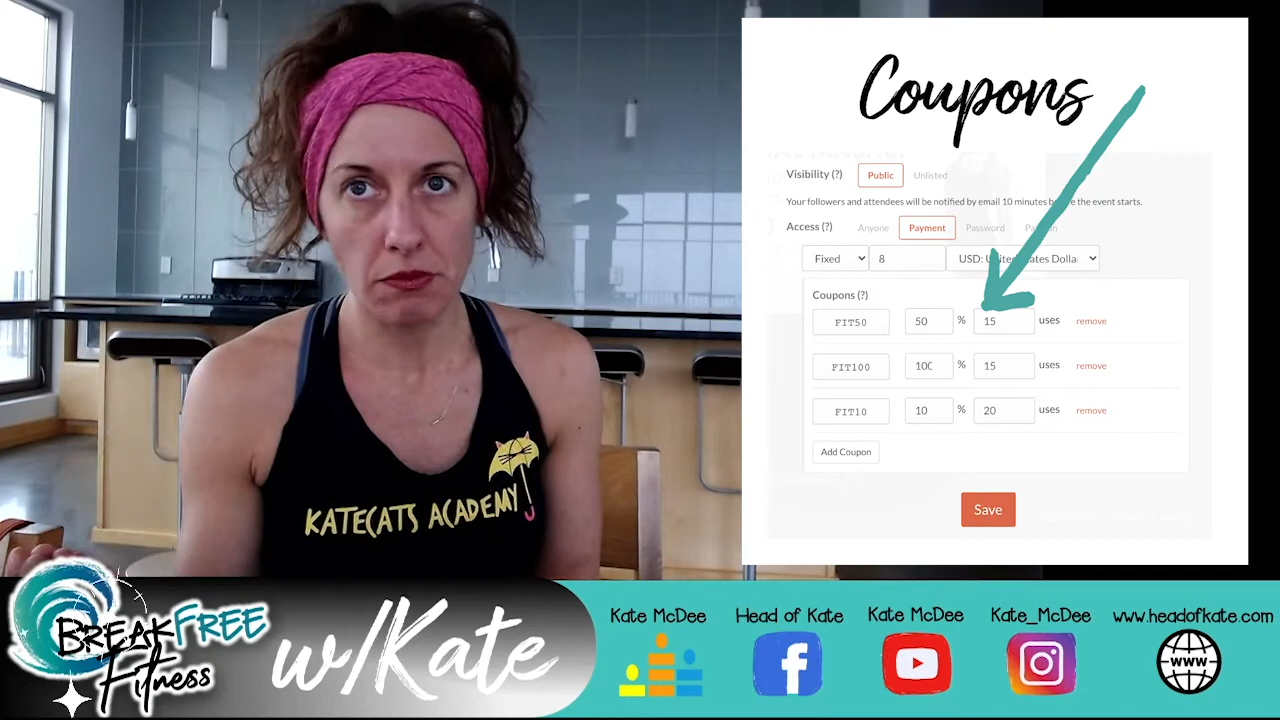 Coupons
Visibility (?) Public Unlisted
Your followers and attendees will be notified by email 10 minutes the event starts.
Access (?) Anyone Payment Password
Fixed 8 USD: States Dolla
Coupons (?)
FIT50 50 % 15 uses remove
FIT100 100 % 15 uses remove
FIT10 10 % 20 uses remove
Add Coupon
Save
KATECATS ACADEMY
BREAKFREE
Fitness
w/Kate
Kate McDee Head of Kate Kate McDee Kate_McDee www.headofkate.com
WWW